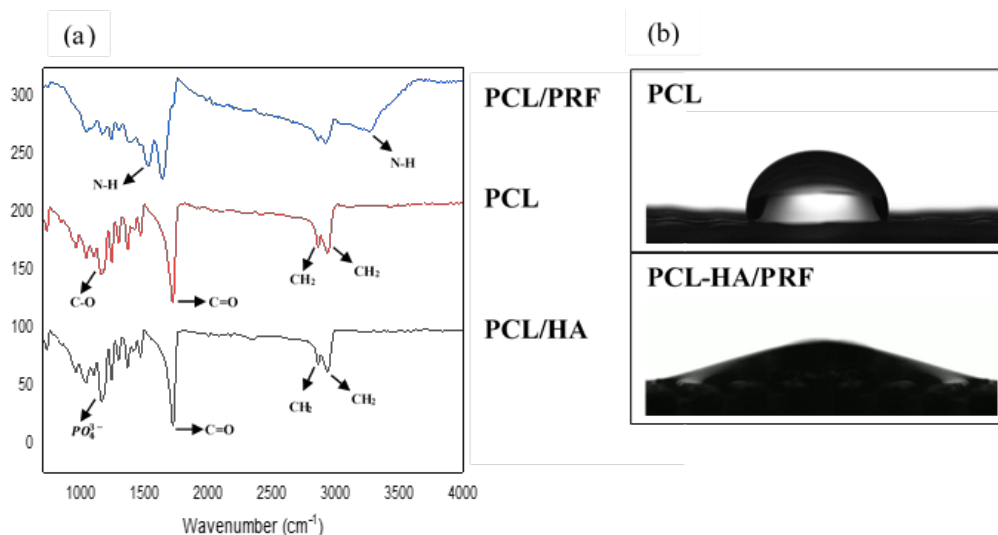 (a)
(b)
300
250
200
150
100
50
0
N-H
N-H
C-O
C=O
CH₂
CH₂
PO₄³⁻
C=O
CH₂
CH₂
1000 1500 2000 2500 3000 3500 4000
Wavenumber (cm⁻¹)
PCL/PRF
PCL
PCL/HA
PCL
PCL-HA/PRF